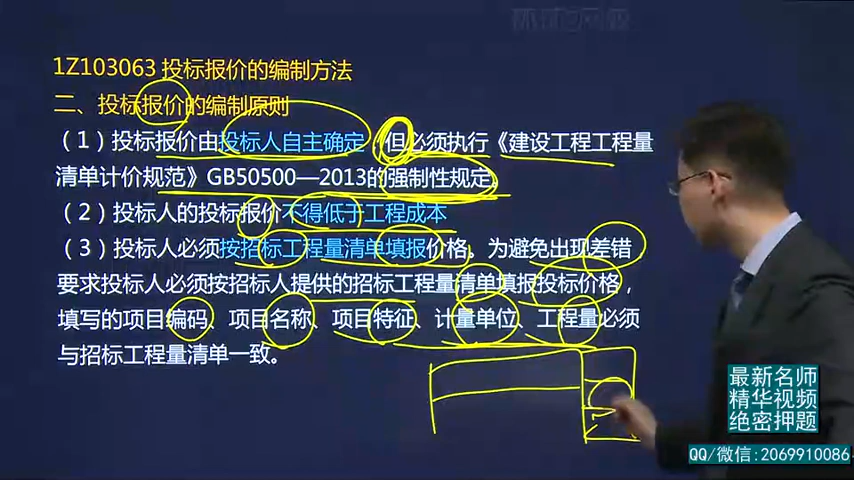 1Z103063 投标报价的编制方法
二、投标报价的编制原则
（1）投标报价由投标人自主确定，但必须执行《建设工程工程量
清单计价规范》GB50500—2013的强制性规定。
（2）投标人的投标报价不得低于工程成本
（3）投标人必须按招标工程量清单填报价格。为避免出现差错，
要求投标人必须按招标人提供的招标工程量清单填报投标价格，
填写的项目编码、项目名称、项目特征、计量单位、工程量必须
与招标工程量清单一致。
最新名师
精华视频
绝密押题
QQ/微信:2069910086